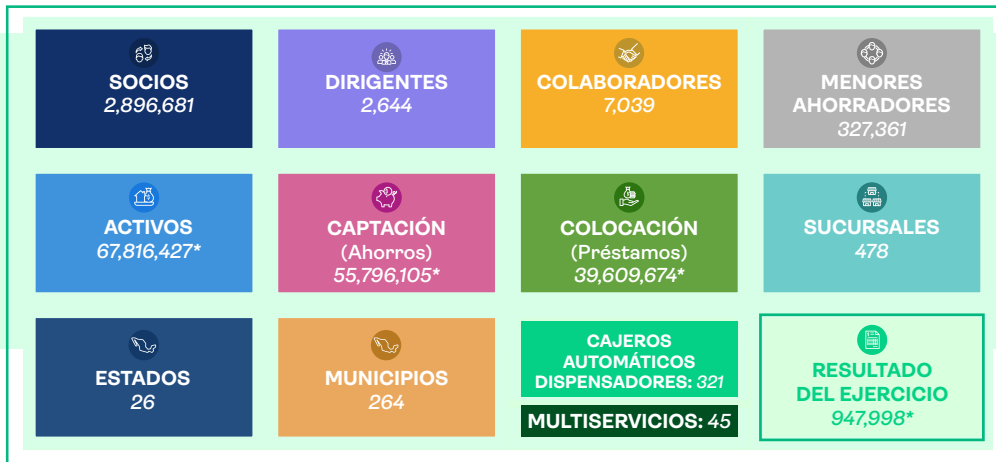 SOCIOS
2,896,681
DIRIGENTES
2,644
COLABORADORES
7,039
MENORES
AHORRADORES
327,361
ACTIVOS
67,816,427*
CAPTACIÓN
(Ahorros)
55,796,105*
COLOCACIÓN
(Préstamos)
39,609,674*
SUCURSALES
478
ESTADOS
26
MUNICIPIOS
264
CAJEROS
AUTOMÁTICOS
DISPENSADORES: 321
MULTISERVICIOS: 45
RESULTADO
DEL EJERCICIO
947,998*